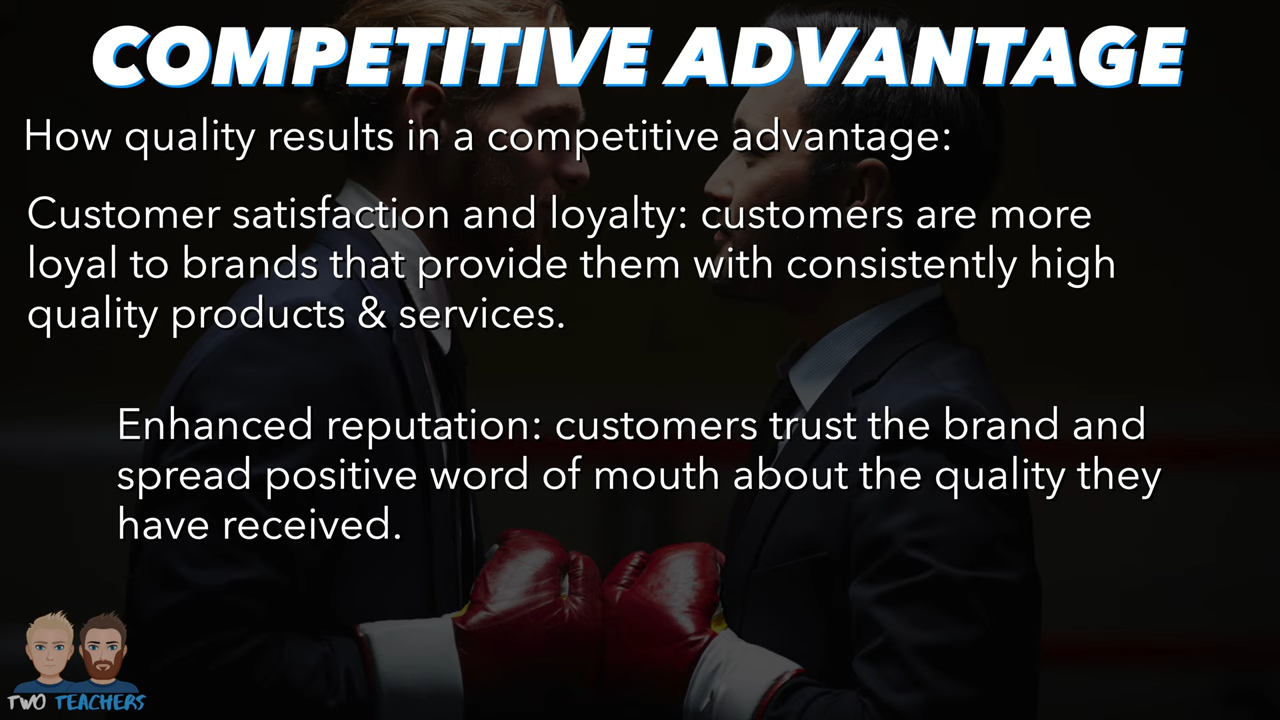 COMPETITIVE ADVANTAGE
How quality results in a competitive advantage:
Customer satisfaction and loyalty: customers are more
loyal to brands that provide them with consistently high
quality products & services.
Enhanced reputation: customers trust the brand and
spread positive word of mouth about the quality they
have received.
TWO TEACHERS